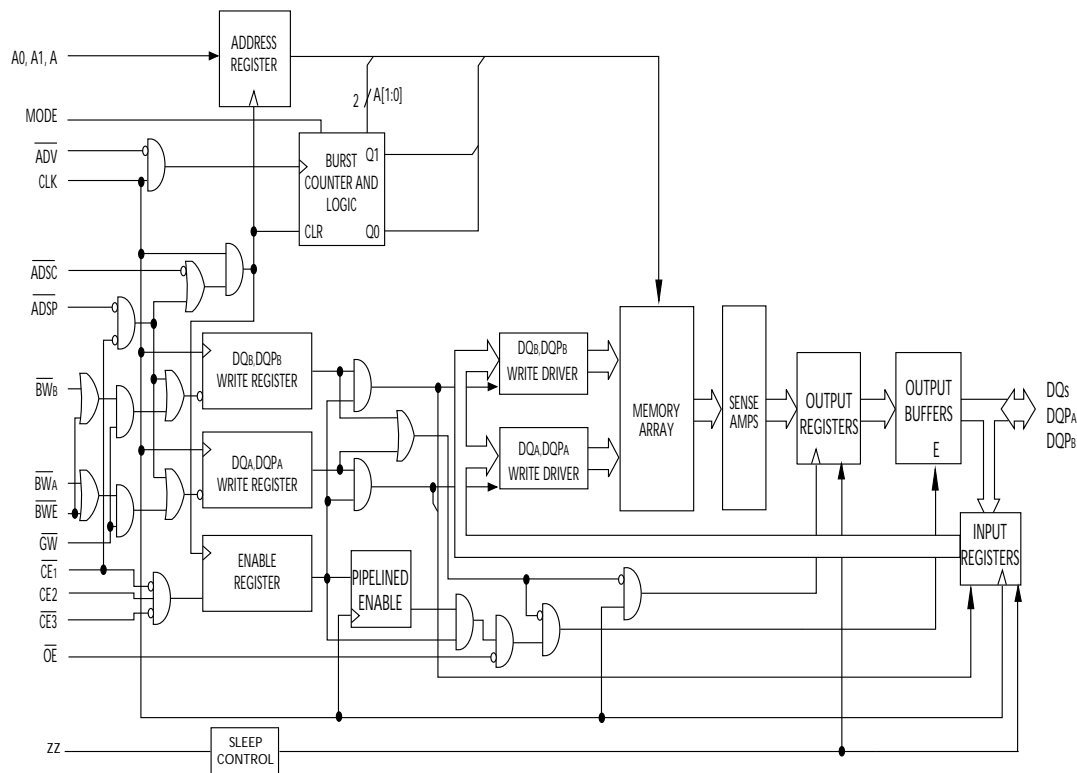 A0, A1, A
ADDRESS
REGISTER
2
A[1:0]
MODE
ADV
CLK
BURST
COUNTER AND
LOGIC
Q1
CLR
Q0
ADSC
ADSP
DQB,DQPB
WRITE REGISTER
DQB,DQPB
WRITE DRIVER
MEMORY
ARRAY
SENSE
AMPS
OUTPUT
REGISTERS
OUTPUT
BUFFERS
E
DQs
DQPA
DQPB
BWB
DQA,DQPA
WRITE REGISTER
DQA,DQPA
WRITE DRIVER
BWA
BWE
GW
CE1
CE2
CE3
OE
ENABLE
REGISTER
PIPELINED
ENABLE
INPUT
REGISTERS
ZZ
SLEEP
CONTROL